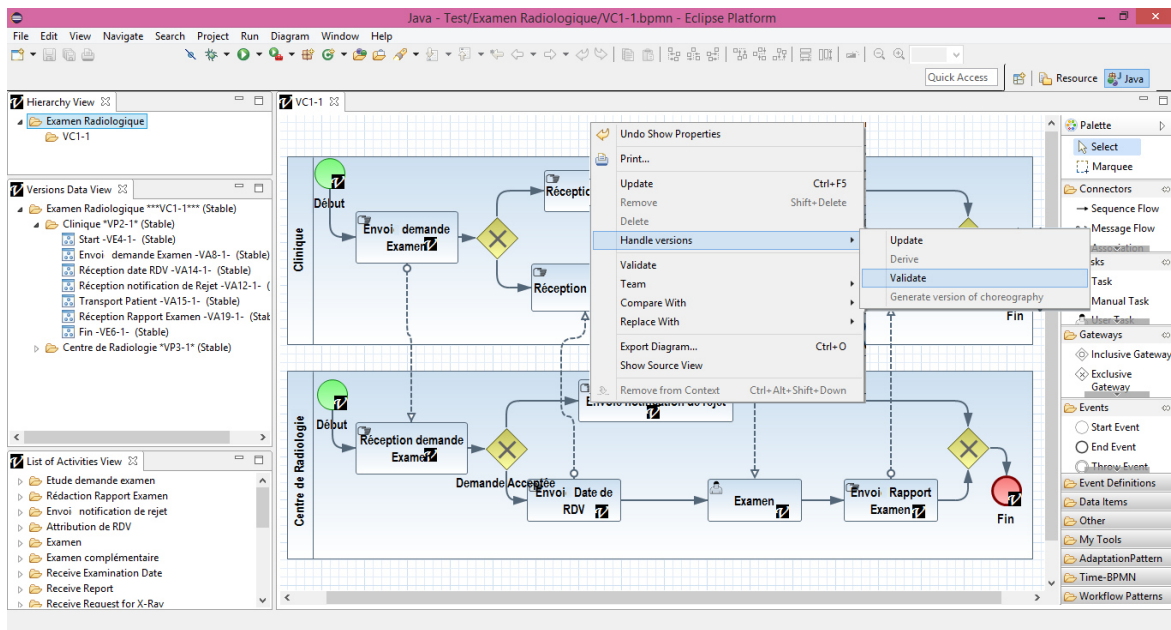 Java - Test/Examen Radiologique/VC1-1.bpmn - Eclipse Platform
File Edit View Navigate Search Project Run Diagram Window Help
Quick Access Resource Java
Hierarchy View
Examen Radiologique
VC1-1
Versions Data View
Examen Radiologique ***VC1-1*** (Stable)
Clinique *VP2-1* (Stable)
Start -VE4-1- (Stable)
Envoi demande Examen -VA8-1- (Stable)
Réception date RDV -VA14-1- (Stable)
Réception notification de Rejet -VA12-1- (
Transport Patient -VA15-1- (Stable)
Réception Rapport Examen -VA19-1- (Stab
Fin -VE6-1- (Stable)
Centre de Radiologie *VP3-1* (Stable)
List of Activities View
Etude demande examen
Rédaction Rapport Examen
Envoi notification de rejet
Attribution de RDV
Examen
Examen complémentaire
Receive Examination Date
Receive Report
Receive Request for X-Ray
VC1-1
Clinique
Début
Envoi demande
Examen
Réception
Fin
Undo Show Properties
Print...
Update Ctrl+F5
Remove Shift+Delete
Delete
Handle versions
Validate
Team
Compare With
Replace With
Export Diagram... Ctrl+O
Show Source View
Remove from Context Ctrl+Alt+Shift+Down
Update
Derive
Validate
Generate version of choreography
Centre de Radiologie
Début
Réception demande
Examen
Envoie notification de rejet
Demande Acceptée
Envoi Date de
RDV
Examen
Envoi Rapport
Examen
Fin
Palette
Select
Marquee
Connectors
Sequence Flow
Message Flow
Association
Task
Manual Task
User Task
Gateways
Inclusive Gateway
Exclusive
Gateway
Events
Start Event
End Event
Throw Event
Event Definitions
Data Items
Other
My Tools
AdaptationPattern
Time-BPMN
Workflow Patterns